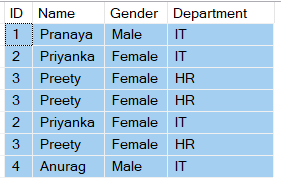 ID Name Gender Department
1 Pranaya Male IT
2 Priyanka Female IT
3 Preety Female HR
3 Preety Female HR
2 Priyanka Female IT
3 Preety Female HR
4 Anurag Male IT